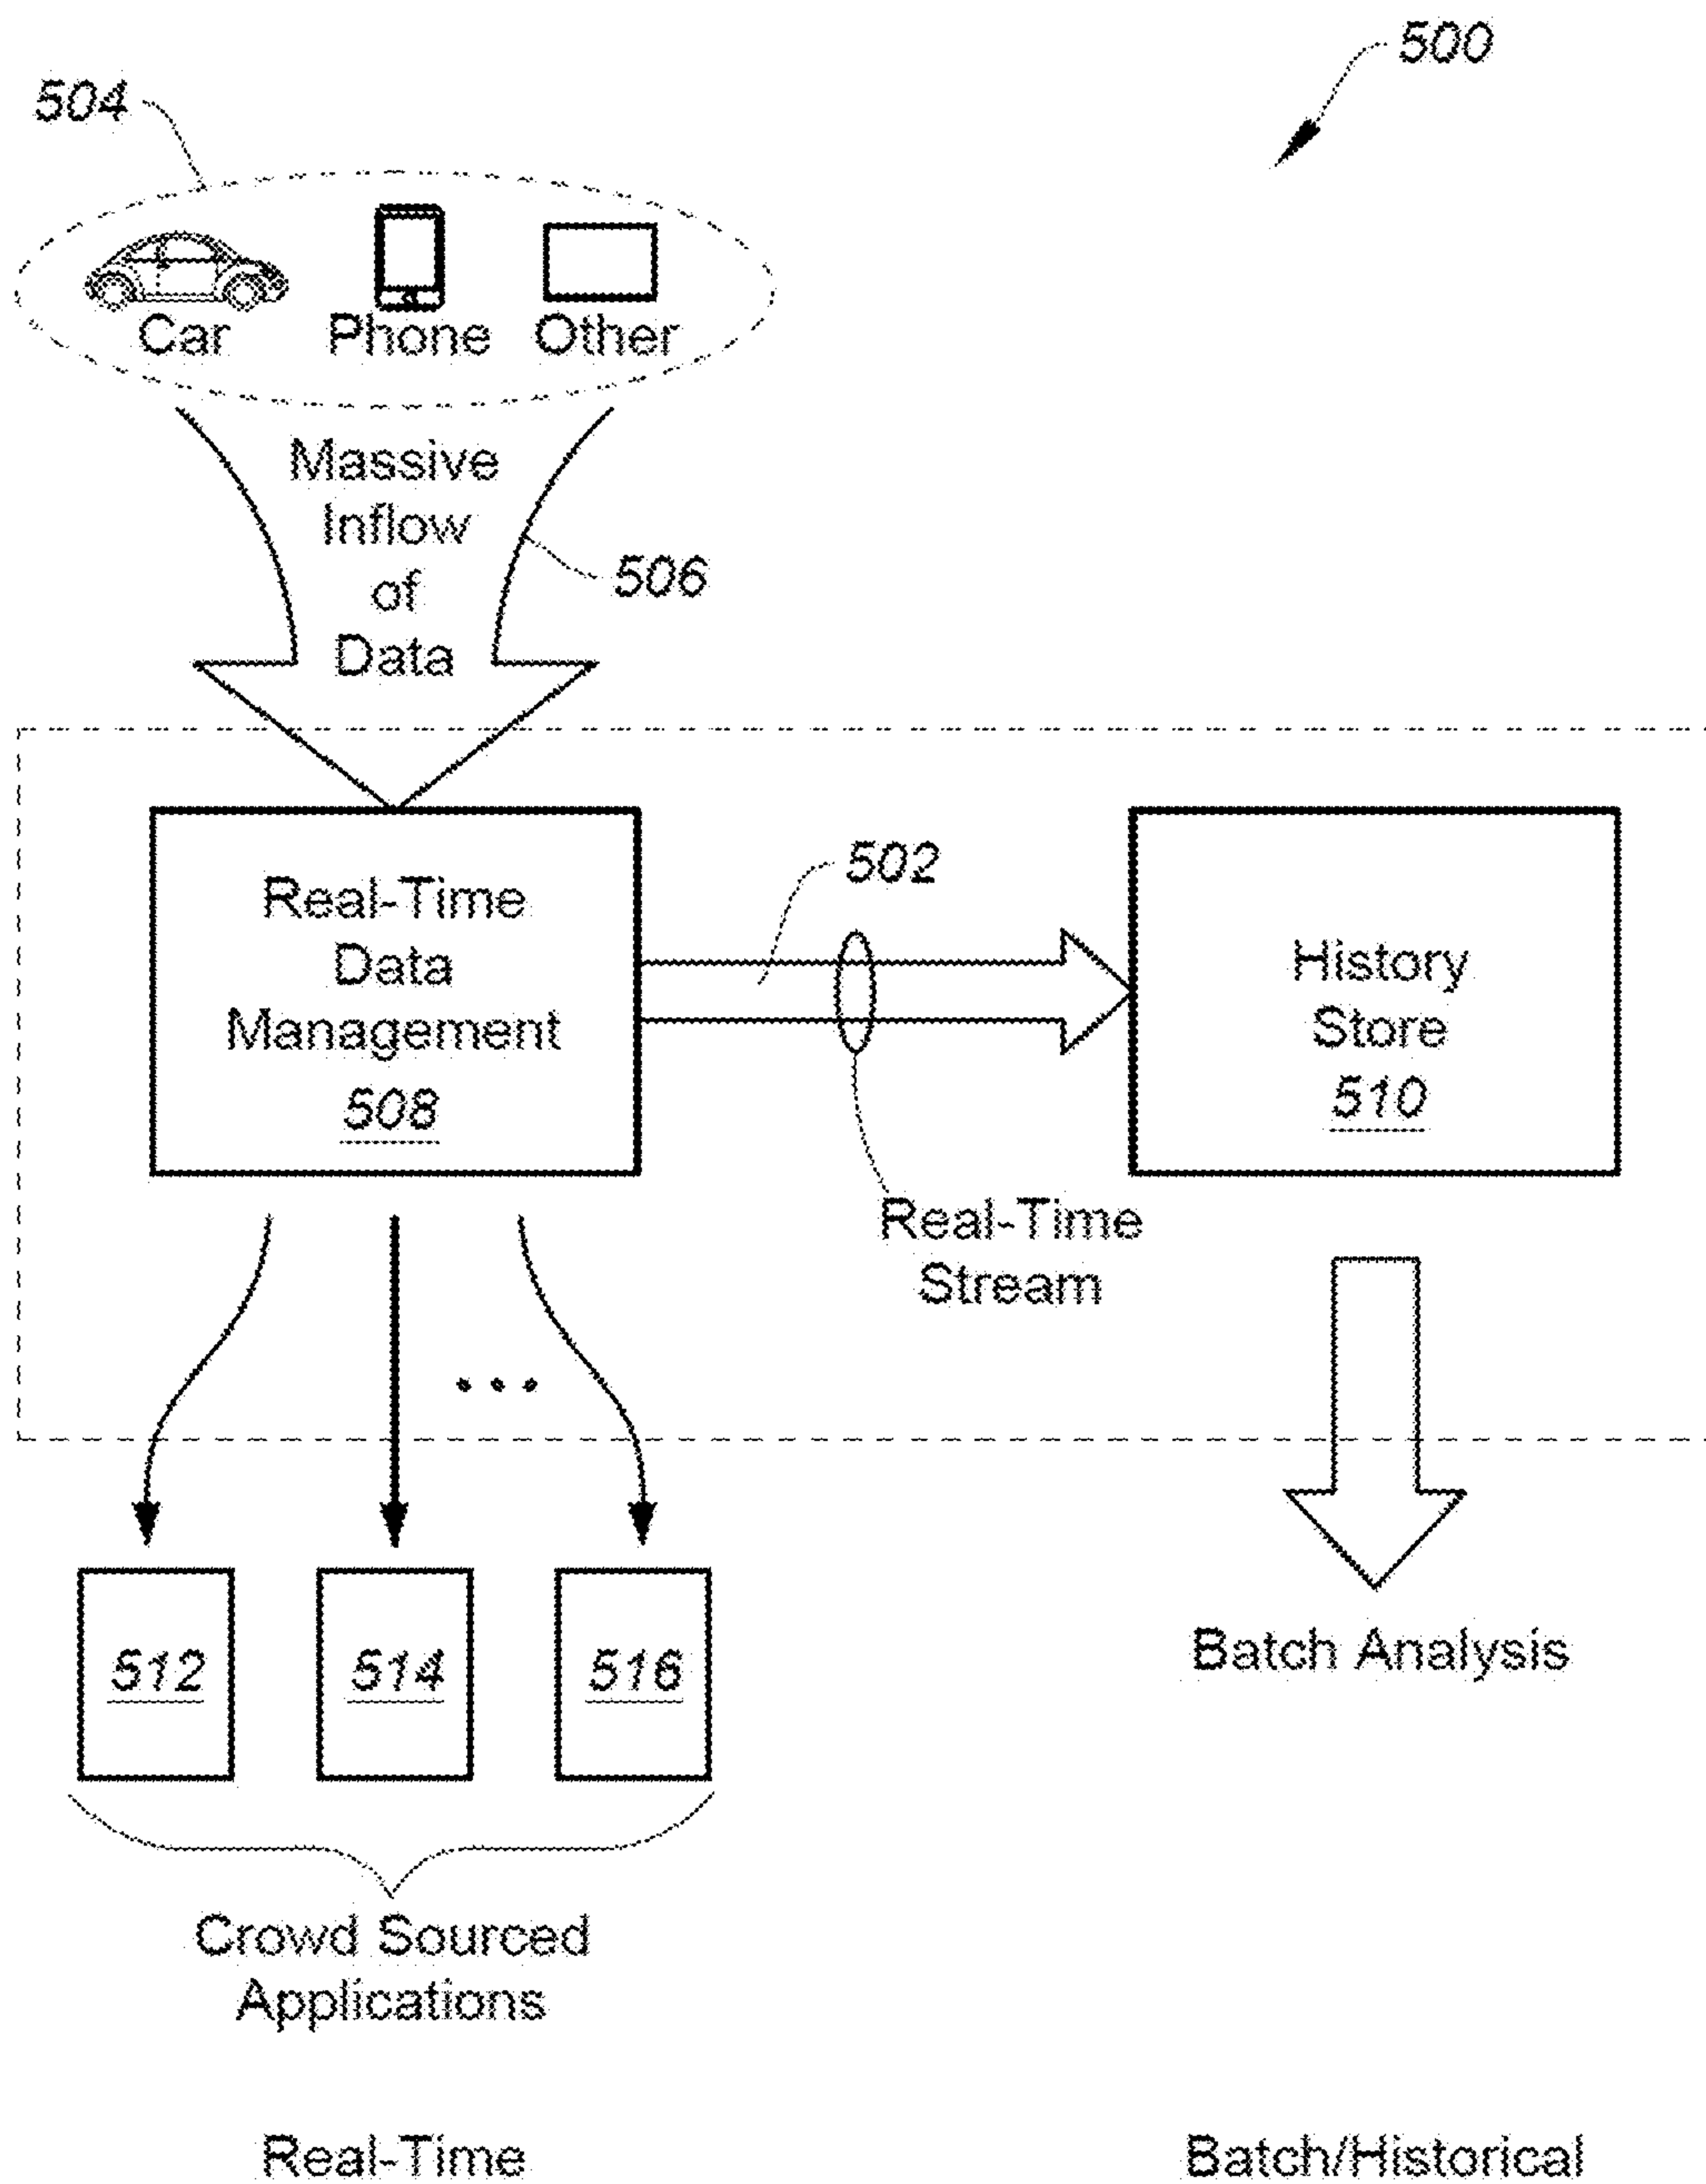 500
504
Car Phone Other
Massive
Inflow
of
Data
506
Real-Time
Data
Management
508
502
History
Store
510
Real-Time
Stream
...
512 514 516
Batch Analysis
Crowd Sourced
Applications
Real-Time Batch/Historical